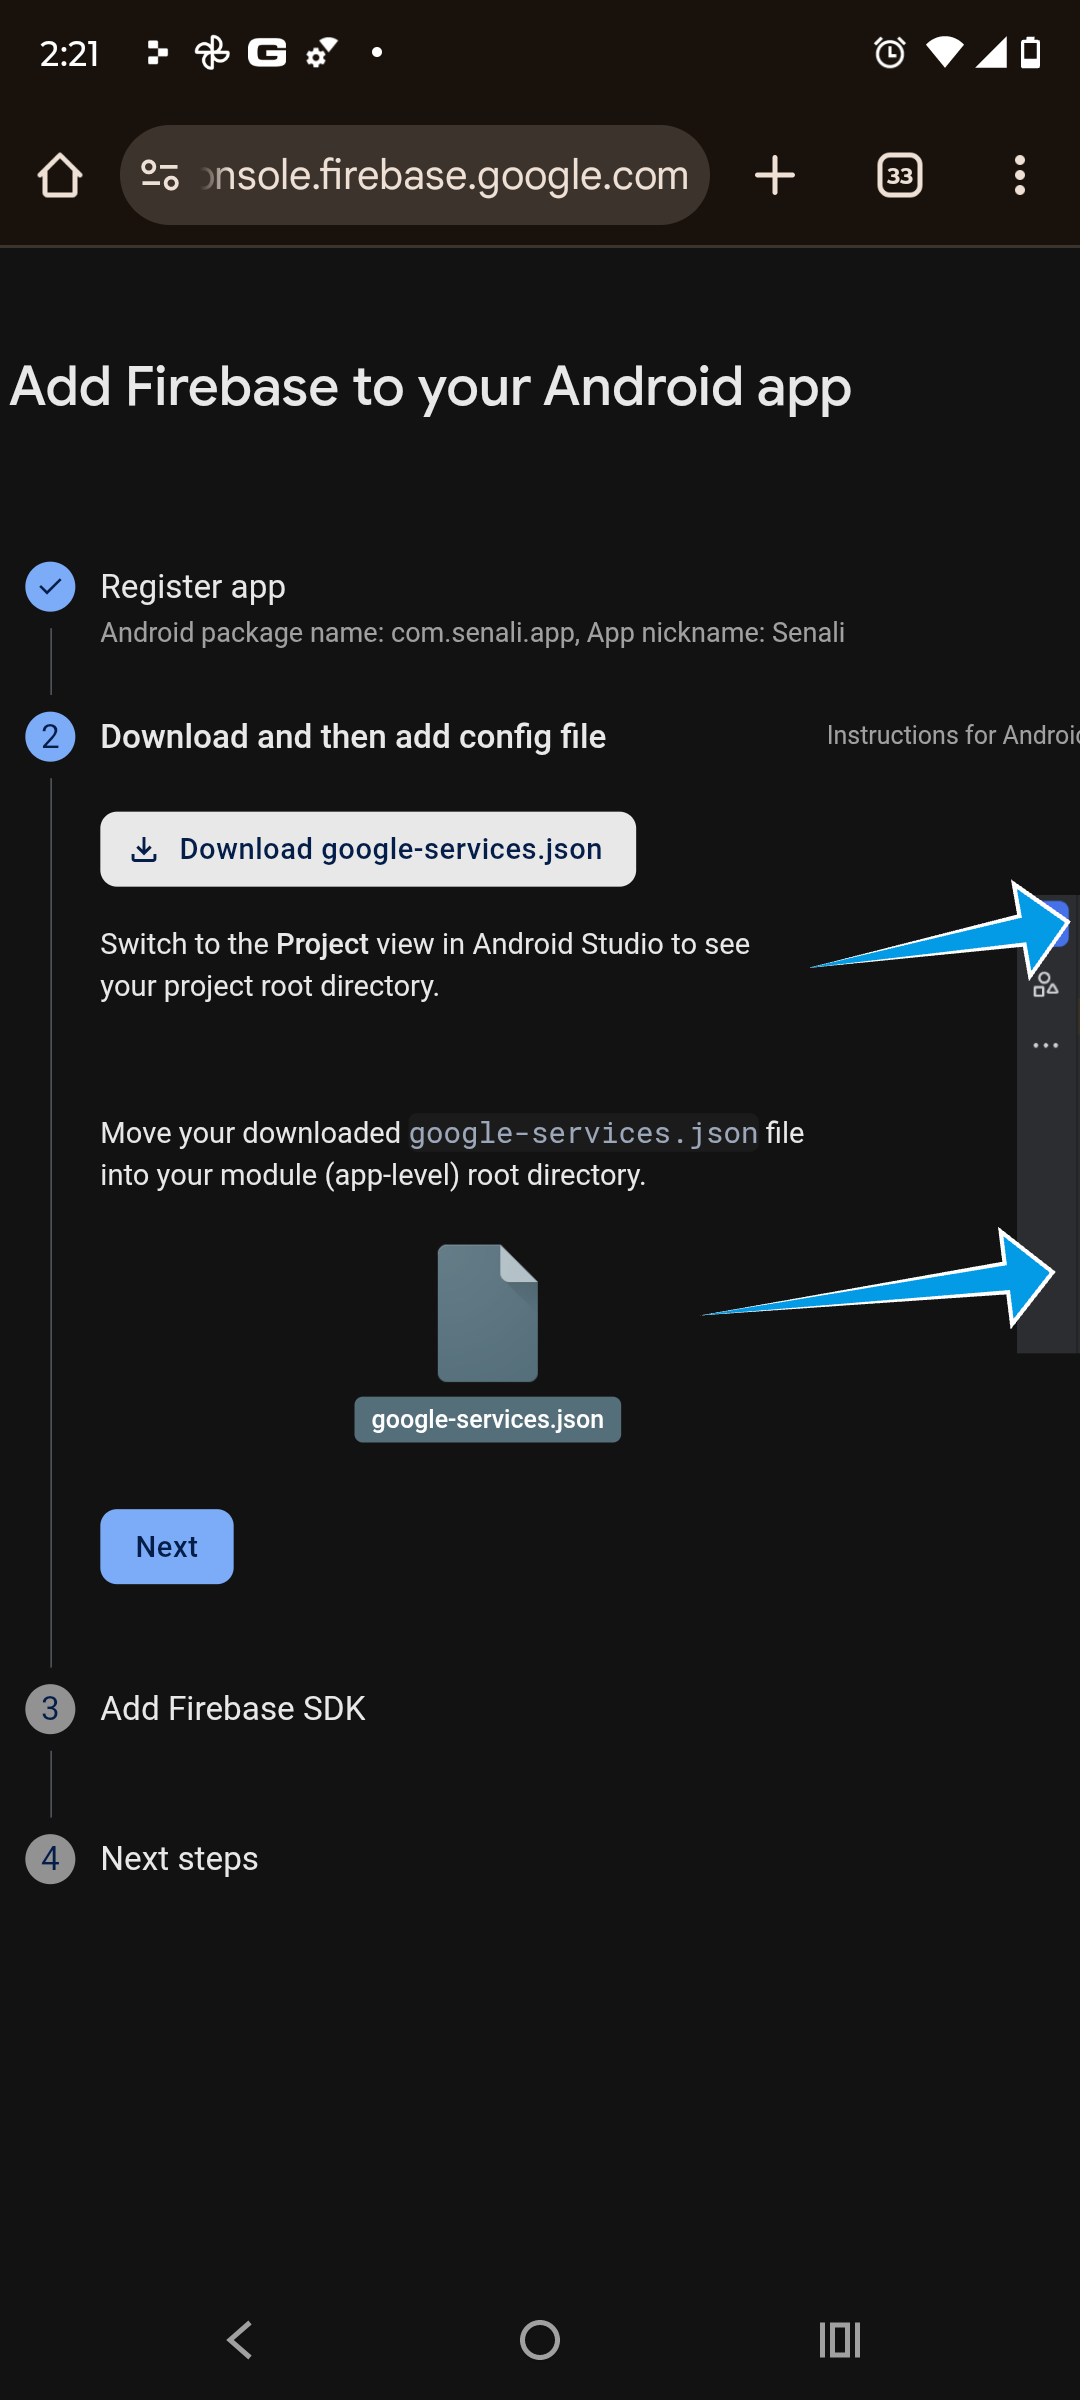 2:21
onsole.firebase.google.com
33
Add Firebase to your Android app
Register app
Android package name: com.senali.app, App nickname: Senali
2
Download and then add config file
Instructions for Android
Download google-services.json
Switch to the Project view in Android Studio to see
your project root directory.
Move your downloaded google-services.json file
into your module (app-level) root directory.
google-services.json
Next
3
Add Firebase SDK
4
Next steps